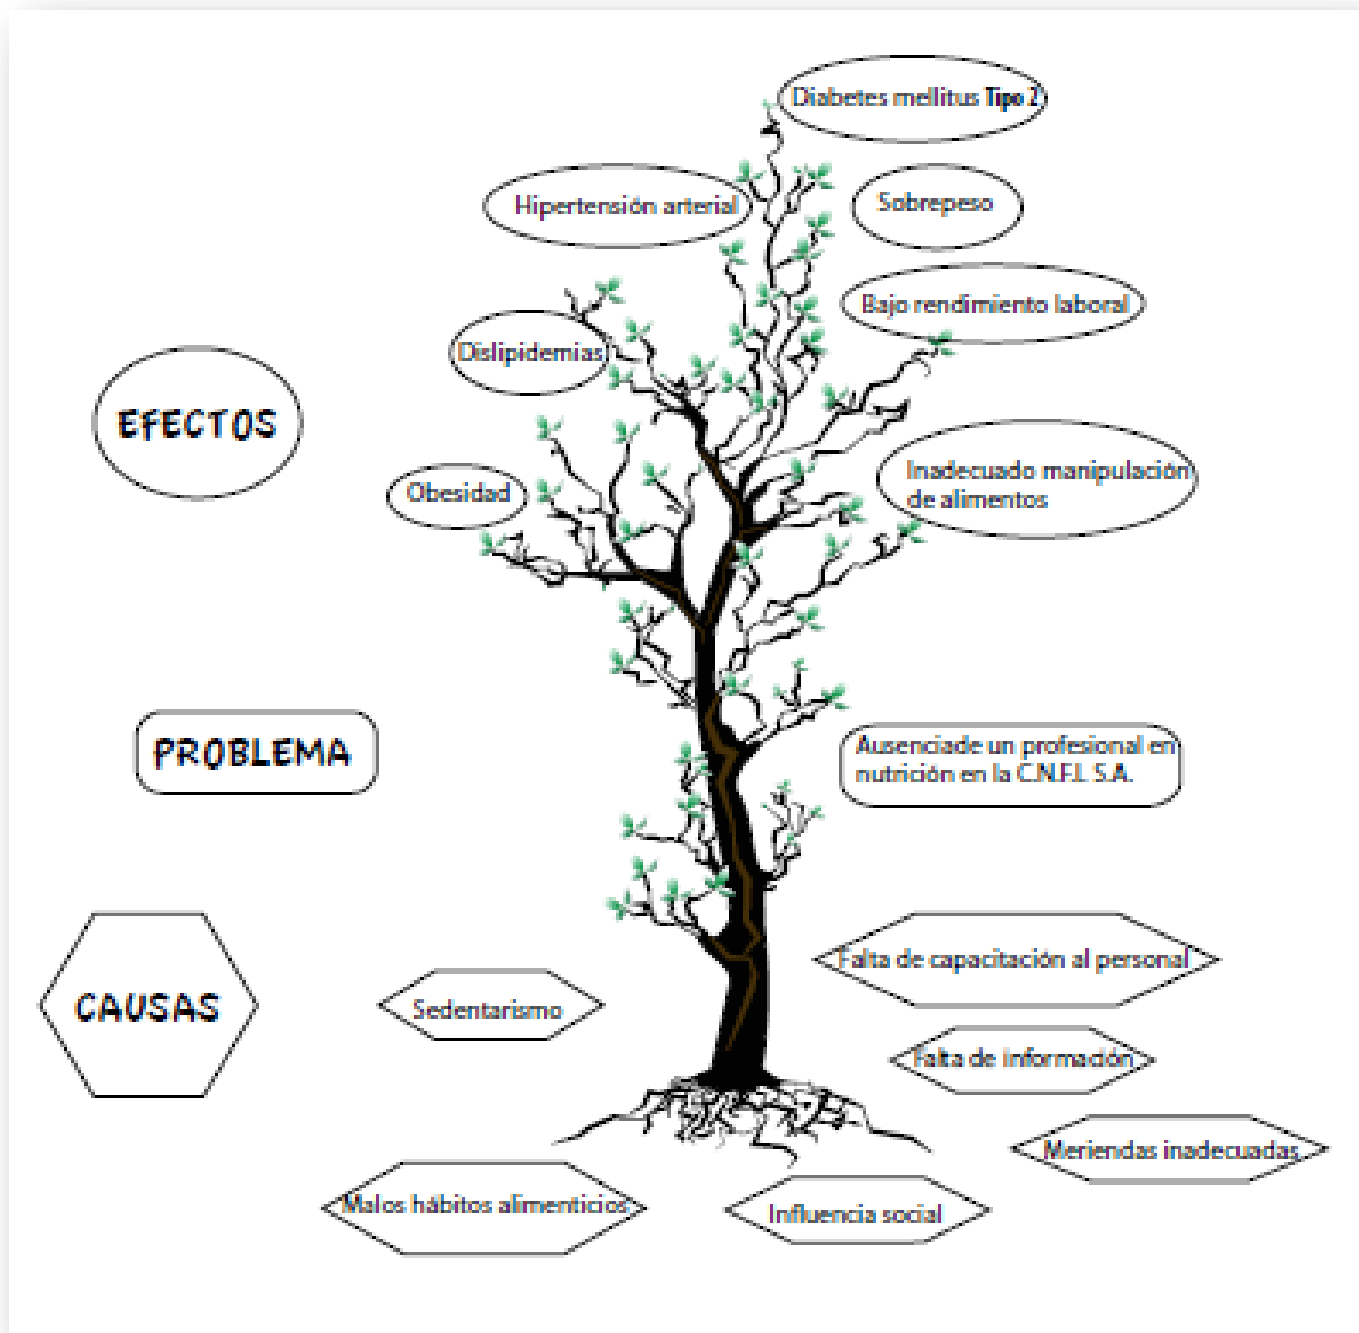 Diabetes mellitus Tipo 2
Hipertensión arterial
Sobrepeso
Bajo rendimiento laboral
Dislipidemias
EFECTOS
Obesidad
Inadecuado manipulación
de alimentos
PROBLEMA
Ausenciade un profesional en
nutrición en la C.N.F.L S.A.
CAUSAS
Sedentarismo
Falta de capacitación al personal
Falta de información
Meriendas inadecuadas
Malos hábitos alimenticios
Influencia social